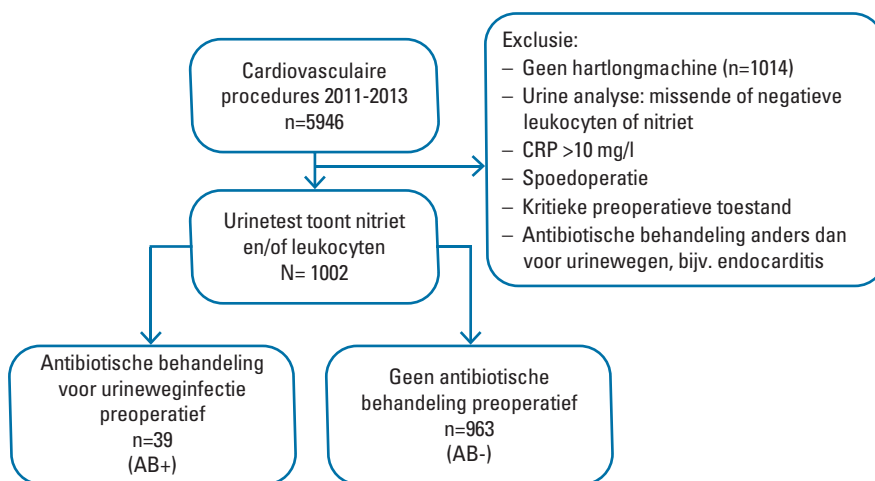 Cardiovasculaire
procedures 2011-2013
n=5946
Exclusie:
– Geen hartlongmachine (n=1014)
– Urine analyse: missende of negatieve
leukocyten of nitriet
– CRP >10 mg/l
– Spoedoperatie
– Kritieke preoperatieve toestand
– Antibiotische behandeling anders dan
voor urinewegen, bijv. endocarditis
Urinetest toont nitriet
en/of leukocyten
N= 1002
Antibiotische behandeling
voor urineweginfectie
preoperatief
n=39
(AB+)
Geen antibiotische
behandeling preoperatief
n=963
(AB-)